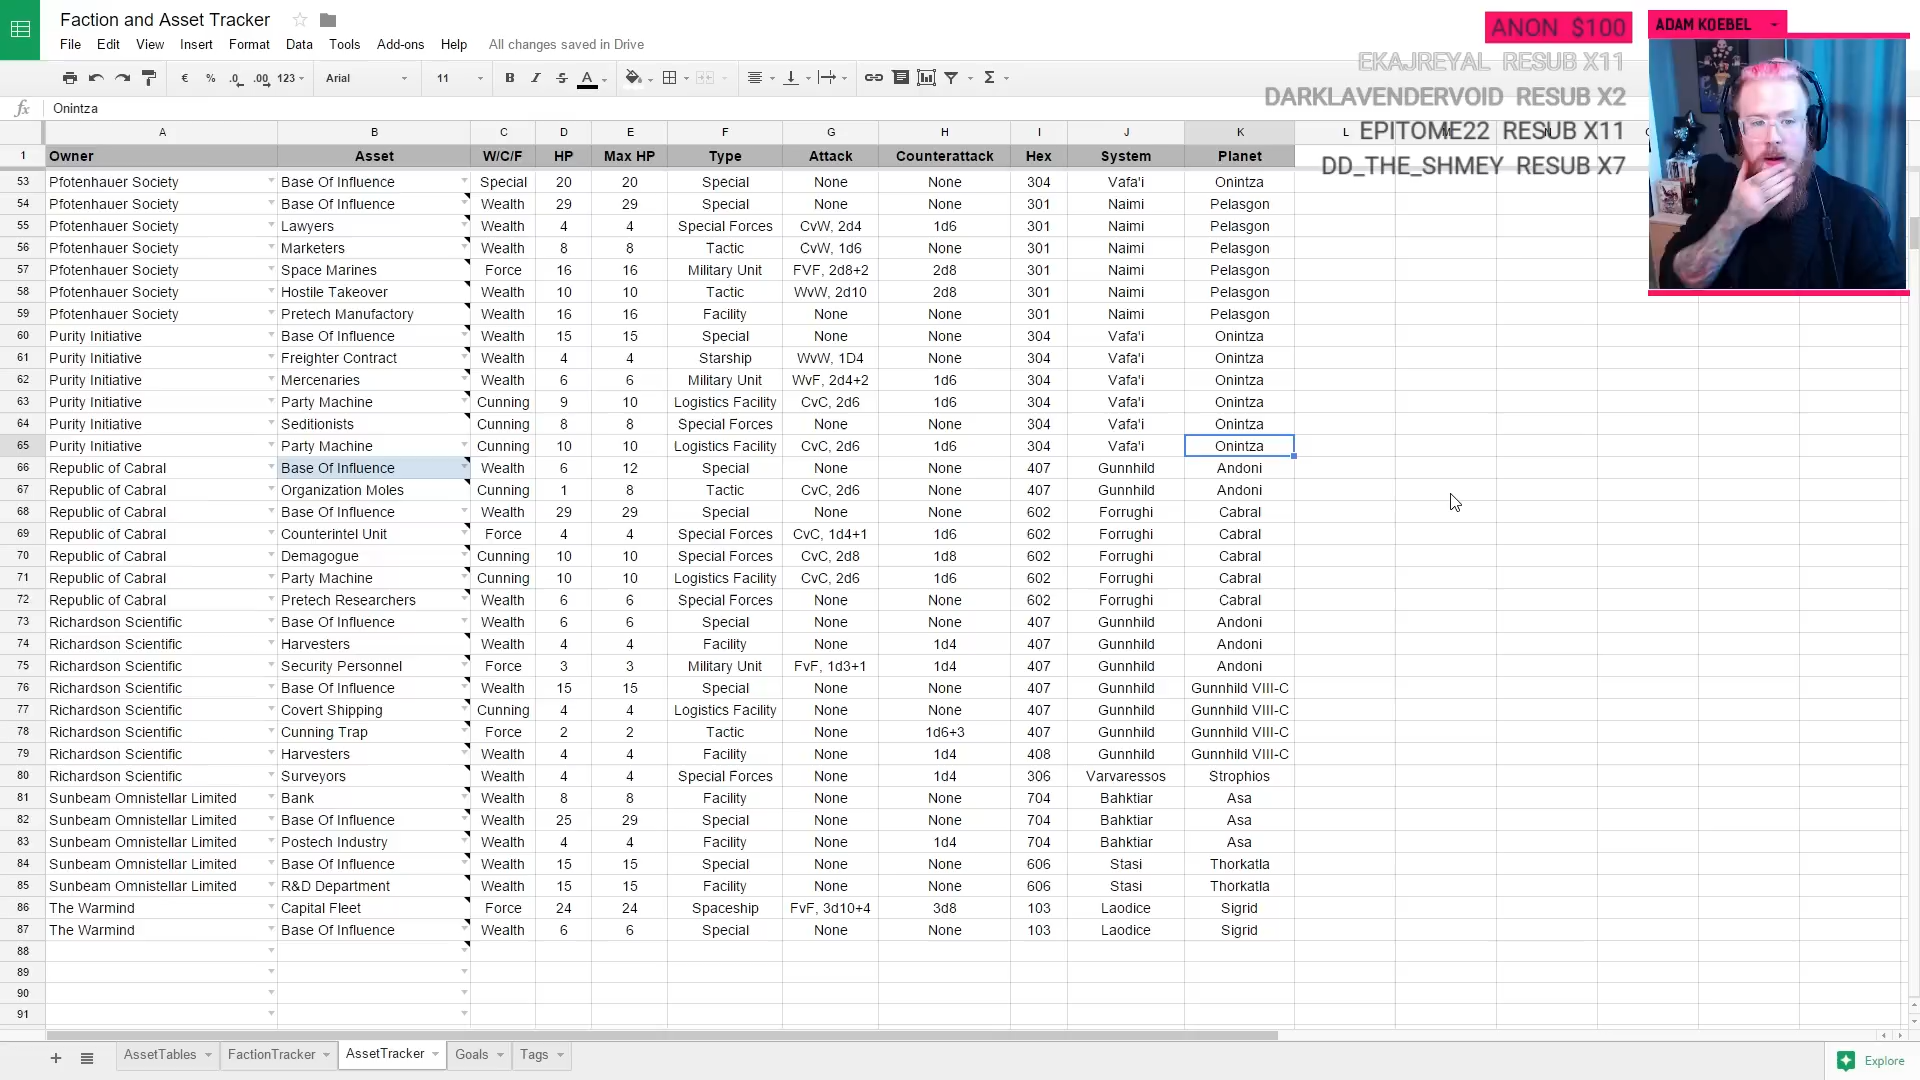 Faction and Asset Tracker
File Edit View Insert Format Data Tools Add-ons Help All changes saved in Drive
€ % .0 .00 123 Arial 11 B I S A Σ
fx Onintza
ANON $100
EKAJREYAL RESUB X11
DARKLAVENDERVOID RESUB X2
EPITOME22 RESUB X11
DD_THE_SHMEY RESUB X7
ADAM KOEBEL
A B C D E F G H I J K L M N
1 Owner Asset W/C/F HP Max HP Type Attack Counterattack Hex System Planet
53 Pfotenhauer Society Base Of Influence Special 20 20 Special None None 304 Vafa'i Onintza
54 Pfotenhauer Society Base Of Influence Wealth 29 29 Special None None 301 Naimi Pelasgon
55 Pfotenhauer Society Lawyers Wealth 4 4 Special Forces CvW, 2d4 1d6 301 Naimi Pelasgon
56 Pfotenhauer Society Marketers Wealth 8 8 Tactic CvW, 1d6 None 301 Naimi Pelasgon
57 Pfotenhauer Society Space Marines Force 16 16 Military Unit FVF, 2d8+2 2d8 301 Naimi Pelasgon
58 Pfotenhauer Society Hostile Takeover Wealth 10 10 Tactic WvW, 2d10 2d8 301 Naimi Pelasgon
59 Pfotenhauer Society Pretech Manufactory Wealth 16 16 Facility None None 301 Naimi Pelasgon
60 Purity Initiative Base Of Influence Wealth 15 15 Special None None 304 Vafa'i Onintza
61 Purity Initiative Freighter Contract Wealth 4 4 Starship WvW, 1D4 None 304 Vafa'i Onintza
62 Purity Initiative Mercenaries Wealth 6 6 Military Unit WvF, 2d4+2 1d6 304 Vafa'i Onintza
63 Purity Initiative Party Machine Cunning 9 10 Logistics Facility CvC, 2d6 1d6 304 Vafa'i Onintza
64 Purity Initiative Seditionists Cunning 8 8 Special Forces None None 304 Vafa'i Onintza
65 Purity Initiative Party Machine Cunning 10 10 Logistics Facility CvC, 2d6 1d6 304 Vafa'i Onintza
66 Republic of Cabral Base Of Influence Wealth 6 12 Special None None 407 Gunnhild Andoni
67 Republic of Cabral Organization Moles Cunning 1 8 Tactic CvC, 2d6 None 407 Gunnhild Andoni
68 Republic of Cabral Base Of Influence Wealth 29 29 Special None None 602 Forrughi Cabral
69 Republic of Cabral Counterintel Unit Force 4 4 Special Forces CvC, 1d4+1 1d6 602 Forrughi Cabral
70 Republic of Cabral Demagogue Cunning 10 10 Special Forces CvC, 2d8 1d8 602 Forrughi Cabral
71 Republic of Cabral Party Machine Cunning 10 10 Logistics Facility CvC, 2d6 1d6 602 Forrughi Cabral
72 Republic of Cabral Pretech Researchers Wealth 6 6 Special Forces None None 602 Forrughi Cabral
73 Richardson Scientific Base Of Influence Wealth 6 6 Special None None 407 Gunnhild Andoni
74 Richardson Scientific Harvesters Wealth 4 4 Facility None 1d4 407 Gunnhild Andoni
75 Richardson Scientific Security Personnel Force 3 3 Military Unit FvF, 1d3+1 1d4 407 Gunnhild Andoni
76 Richardson Scientific Base Of Influence Wealth 15 15 Special None None 407 Gunnhild Gunnhild VIII-C
77 Richardson Scientific Covert Shipping Cunning 4 4 Logistics Facility None None 407 Gunnhild Gunnhild VIII-C
78 Richardson Scientific Cunning Trap Force 2 2 Tactic None 1d6+3 407 Gunnhild Gunnhild VIII-C
79 Richardson Scientific Harvesters Wealth 4 4 Facility None 1d4 408 Gunnhild Gunnhild VIII-C
80 Richardson Scientific Surveyors Wealth 4 4 Special Forces None 1d4 306 Varvaressos Strophios
81 Sunbeam Omnistellar Limited Bank Wealth 8 8 Facility None None 704 Bahktiar Asa
82 Sunbeam Omnistellar Limited Base Of Influence Wealth 25 29 Special None None 704 Bahktiar Asa
83 Sunbeam Omnistellar Limited Postech Industry Wealth 4 4 Facility None 1d4 704 Bahktiar Asa
84 Sunbeam Omnistellar Limited Base Of Influence Wealth 15 15 Special None None 606 Stasi Thorkatla
85 Sunbeam Omnistellar Limited R&D Department Wealth 15 15 Facility None None 606 Stasi Thorkatla
86 The Warmind Capital Fleet Force 24 24 Spaceship FvF, 3d10+4 3d8 103 Laodice Sigrid
87 The Warmind Base Of Influence Wealth 6 6 Special None None 103 Laodice Sigrid
88
89
90
91
+ AssetTables FactionTracker AssetTracker Goals Tags Explore